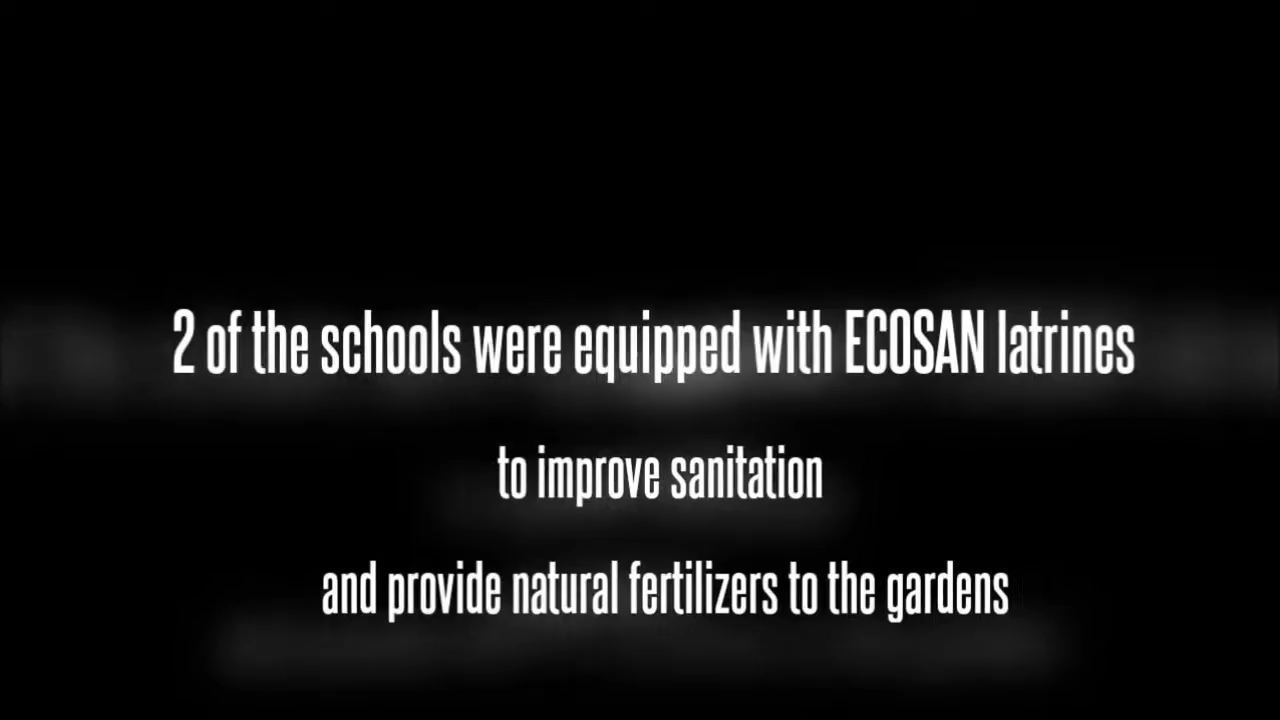 2 of the schools were equipped with ECOSAN latrines
to improve sanitation
and provide natural fertilizers to the gardens